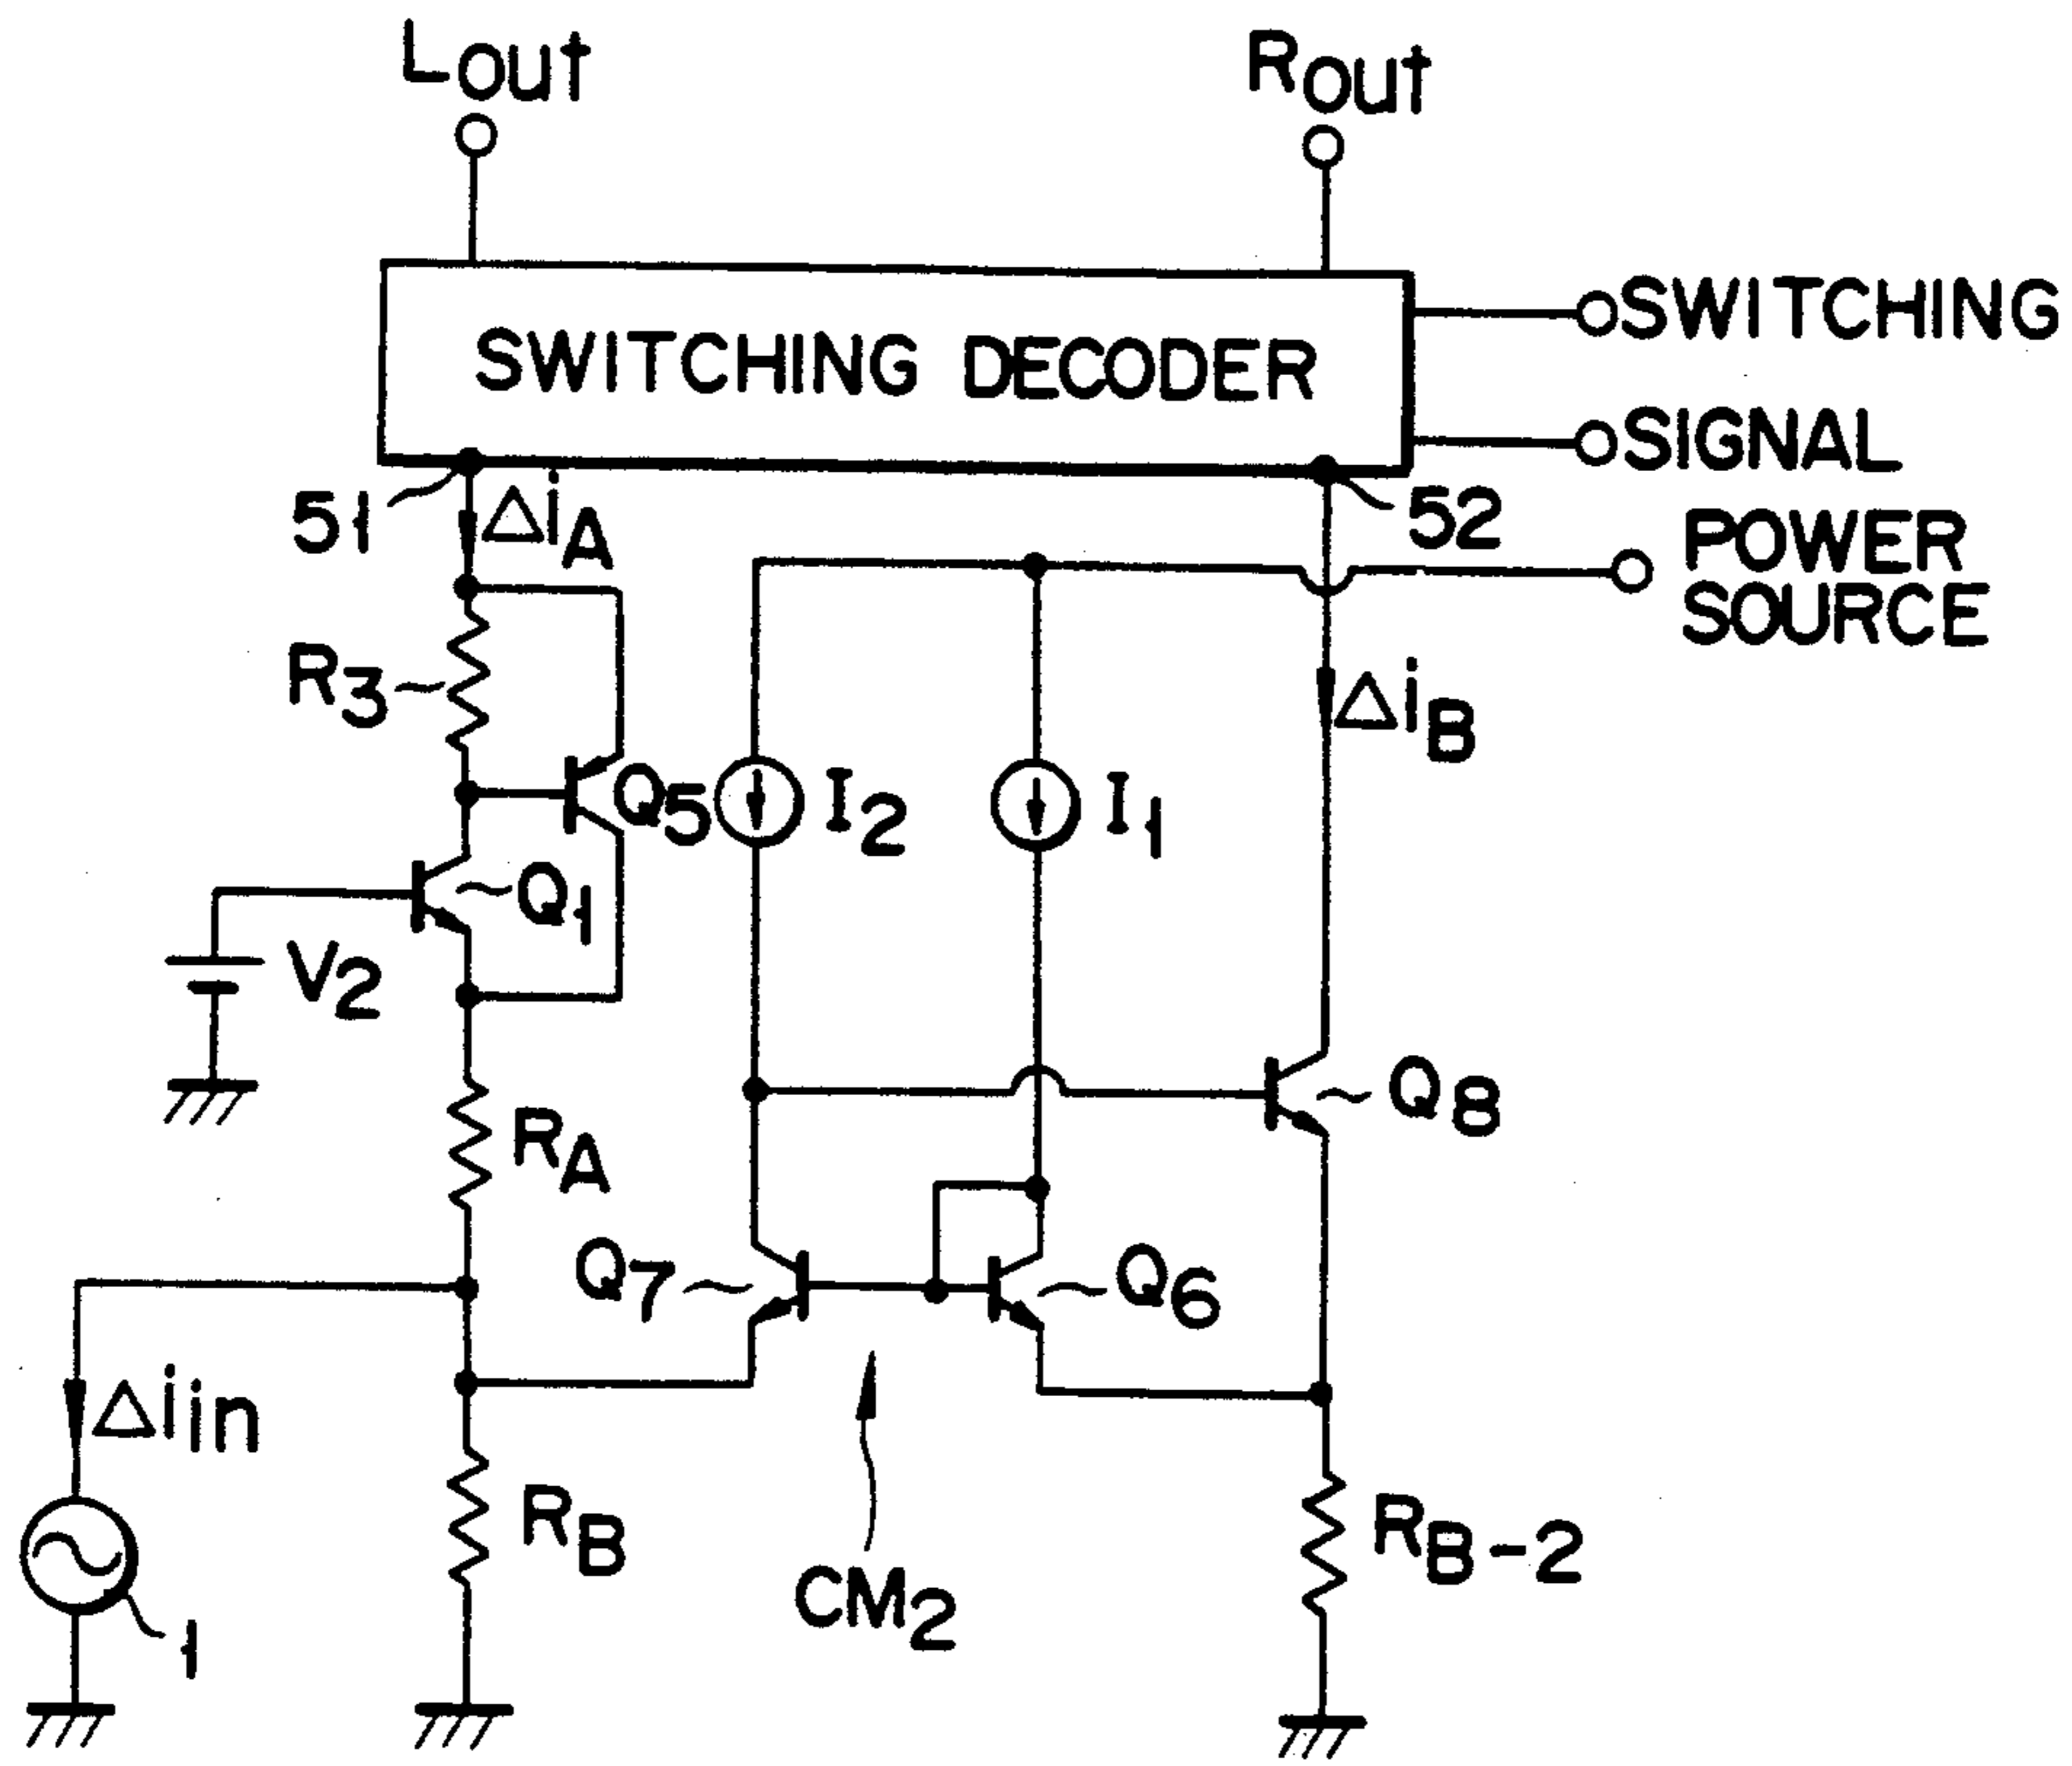 Lout
Rout
SWITCHING DECODER
SWITCHING
SIGNAL
51
ΔiA
52
POWER
SOURCE
R3
ΔiB
Q5
I2
I1
Q1
V2
Q8
RA
Q7
Q6
Δiin
RB
RB-2
CM2
1